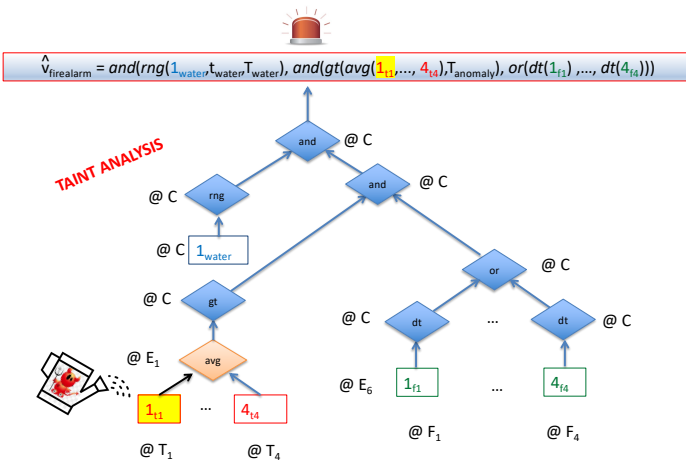 v̂firealarm = and(rng(1water,twater,Twater), and(gt(avg(1t1,..., 4t4),Tanomaly), or(dt(1f1) ,..., dt(4f4)))
TAINT ANALYSIS
and @ C
@ C rng and @ C
@ C 1water
or @ C
@ C gt
@ C dt ... dt @ C
@ E1 avg
@ E6 1f1 ... 4f4
1t1 ... 4t4
@ F1 @ F4
@ T1 @ T4